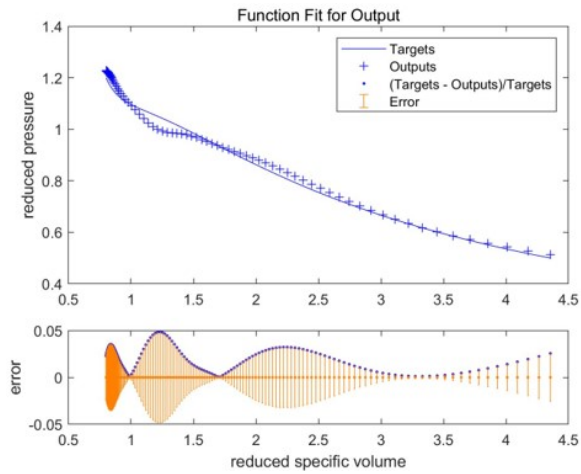 Function Fit for Output
1.4
1.2
1
0.8
0.6
0.4
reduced pressure
Targets
Outputs
(Targets - Outputs)/Targets
Error
0.5 1 1.5 2 2.5 3 3.5 4 4.5
0.05
0
-0.05
error
0.5 1 1.5 2 2.5 3 3.5 4 4.5
reduced specific volume